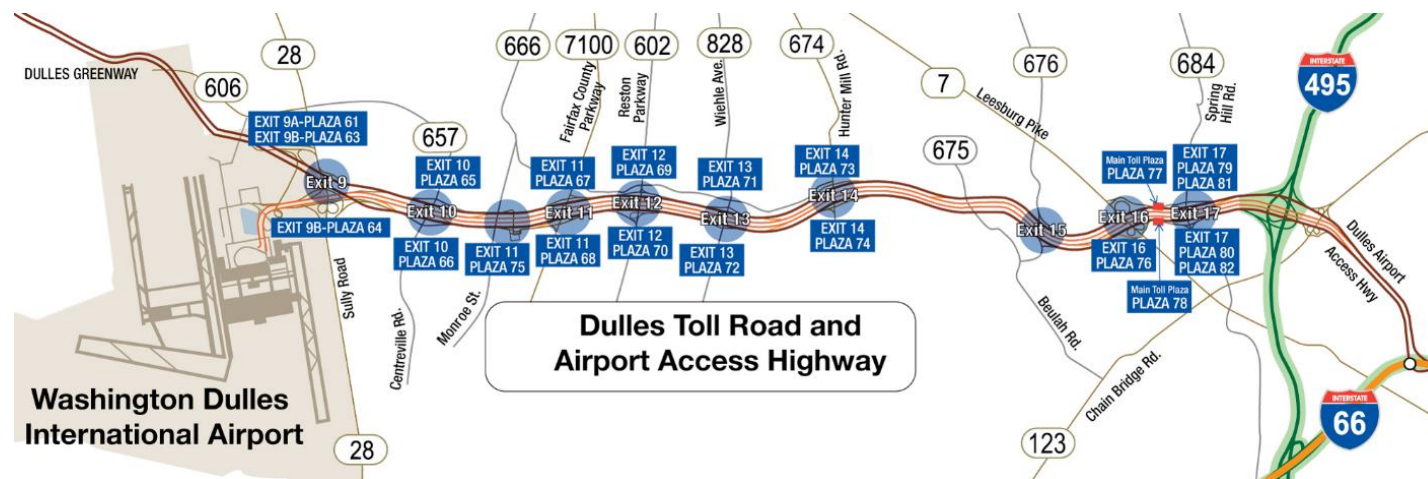 28
666
7100
602
828
674
676
684
INTERSTATE
495
DULLES GREENWAY
606
7
Leesburg Pike
Fairfax County
Parkway
Reston
Parkway
Wiehle Ave.
Hunter Mill Rd.
Spring
Hill Rd.
EXIT 9A-PLAZA 61
EXIT 9B-PLAZA 63
657
675
EXIT 10
PLAZA 65
EXIT 11
PLAZA 67
EXIT 12
PLAZA 69
EXIT 13
PLAZA 71
EXIT 14
PLAZA 73
Main Toll Plaza
PLAZA 77
EXIT 17
PLAZA 79
PLAZA 81
Exit 9
Exit 10
Exit 11
Exit 12
Exit 13
Exit 14
Exit 15
Exit 16
Exit 17
EXIT 9B-PLAZA 64
EXIT 10
PLAZA 66
EXIT 11
PLAZA 75
EXIT 11
PLAZA 68
EXIT 12
PLAZA 70
EXIT 13
PLAZA 72
EXIT 14
PLAZA 74
EXIT 16
PLAZA 76
Main Toll Plaza
PLAZA 78
EXIT 17
PLAZA 80
PLAZA 82
Dulles Airport
Access Hwy
Sully Road
Centreville Rd.
Monroe St.
Beulah Rd.
Chain Bridge Rd.
Dulles Toll Road and
Airport Access Highway
Washington Dulles
International Airport
28
123
INTERSTATE
66